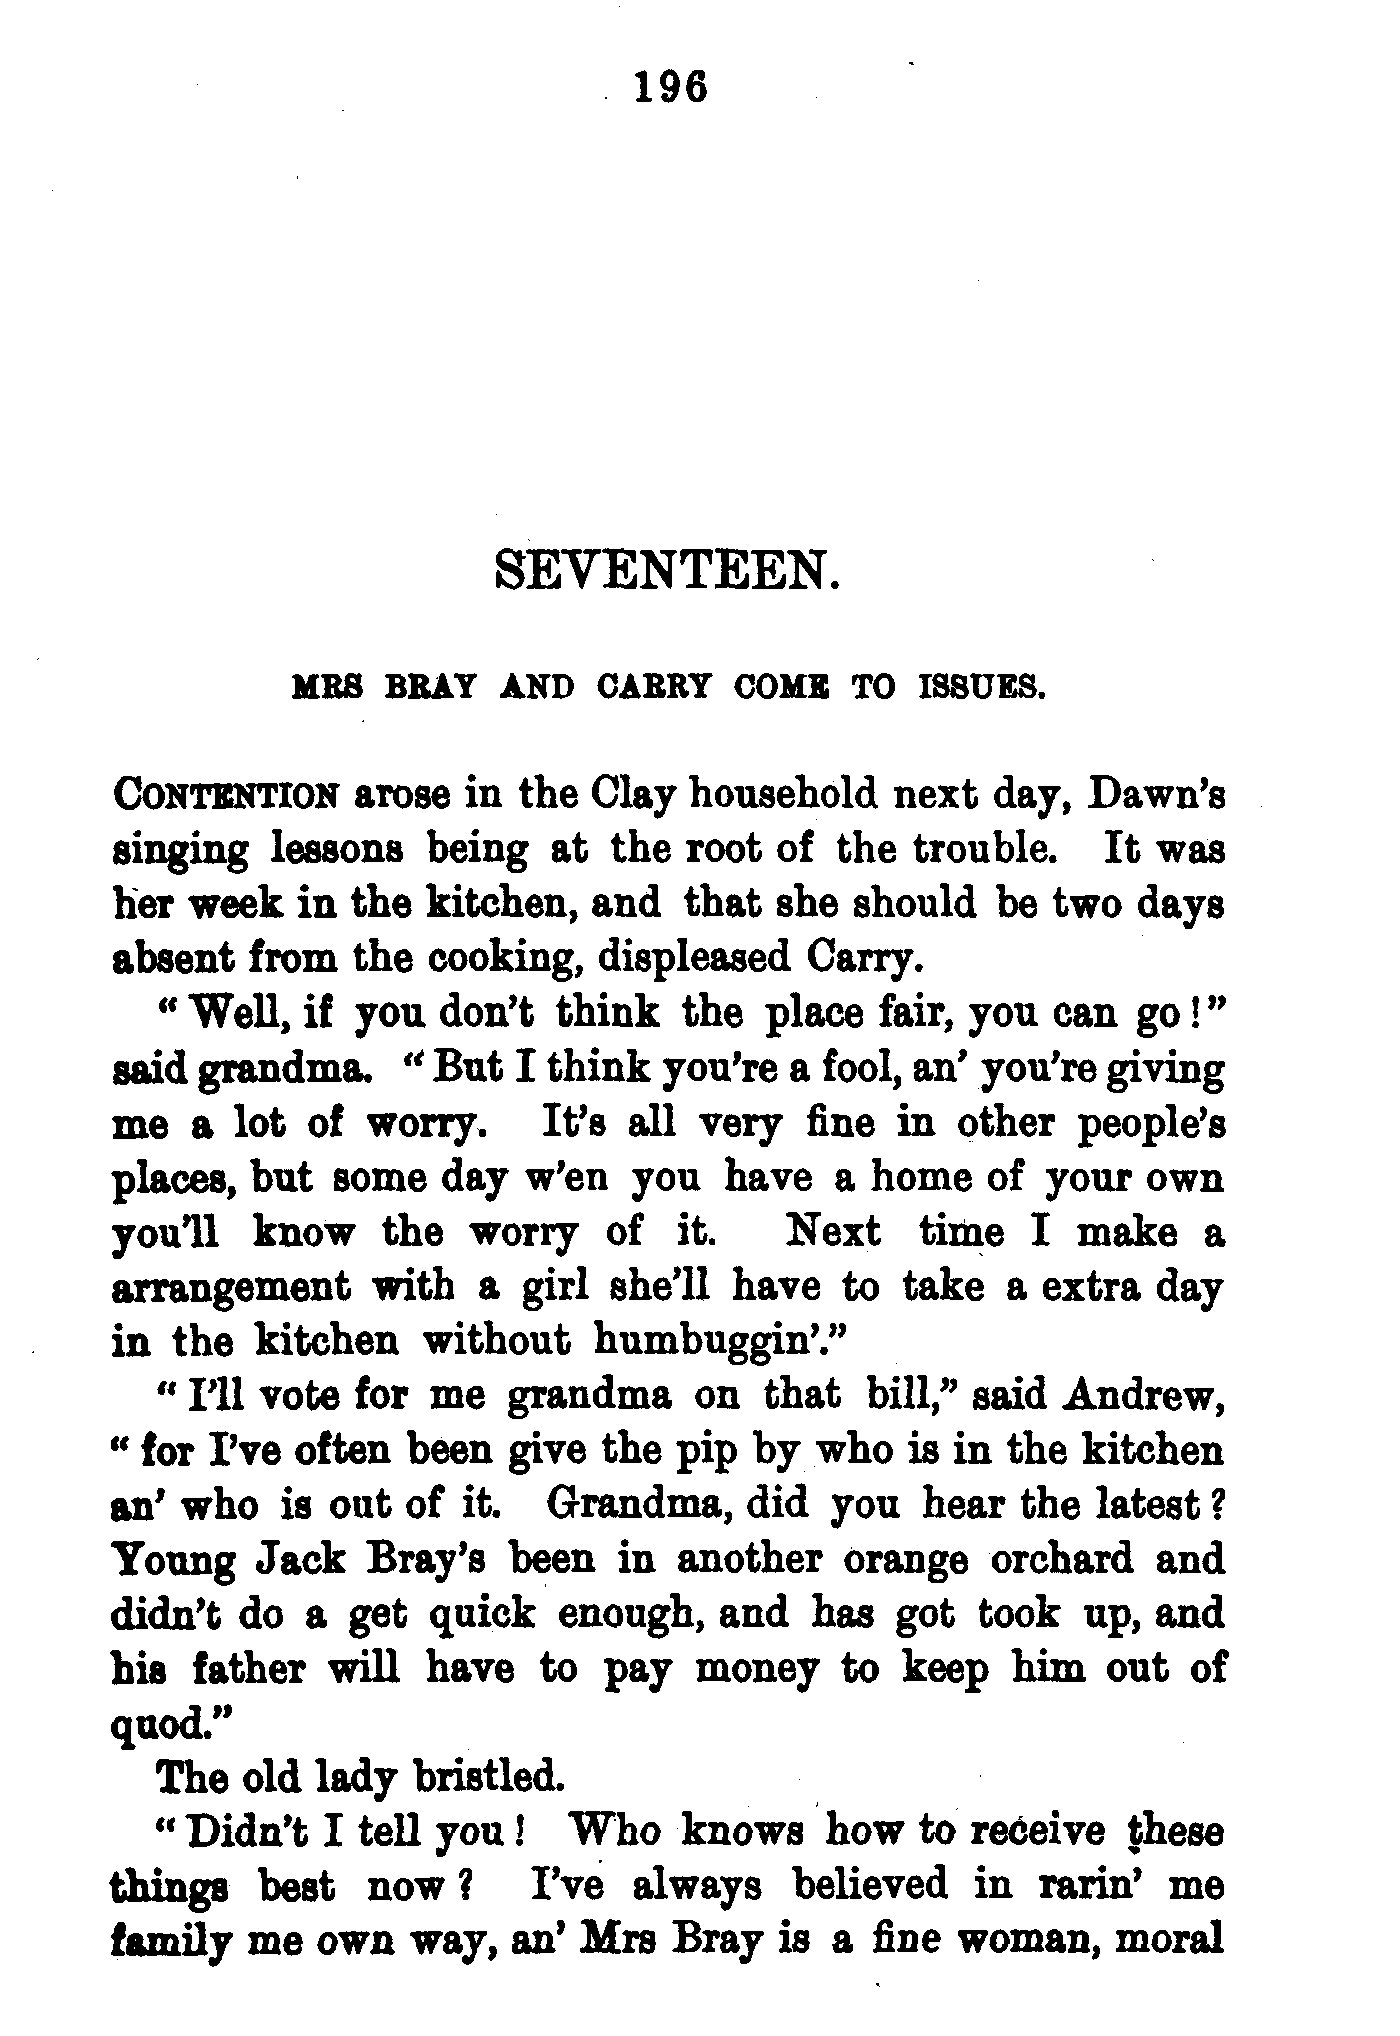 196
SEVENTEEN.
MRS BRAY AND CARRY COME TO ISSUES.
CONTENTION arose in the Clay household next day, Dawn's
singing lessons being at the root of the trouble. It was
her week in the kitchen, and that she should be two days
absent from the cooking, displeased Carry.
"Well, if you don't think the place fair, you can go!"
said grandma. "But I think you're a fool, an' you're giving
me a lot of worry. It's all very fine in other people's
places, but some day w'en you have a home of your own
you'll know the worry of it. Next time I make a
arrangement with a girl she'll have to take a extra day
in the kitchen without humbuggin'."
"I'll vote for me grandma on that bill," said Andrew,
"for I've often been give the pip by who is in the kitchen
an' who is out of it. Grandma, did you hear the latest?
Young Jack Bray's been in another orange orchard and
didn't do a get quick enough, and has got took up, and
his father will have to pay money to keep him out of
quod."
The old lady bristled.
"Didn't I tell you! Who knows how to receive these
things best now? I've always believed in rarin' me
family me own way, an' Mrs Bray is a fine woman, moral